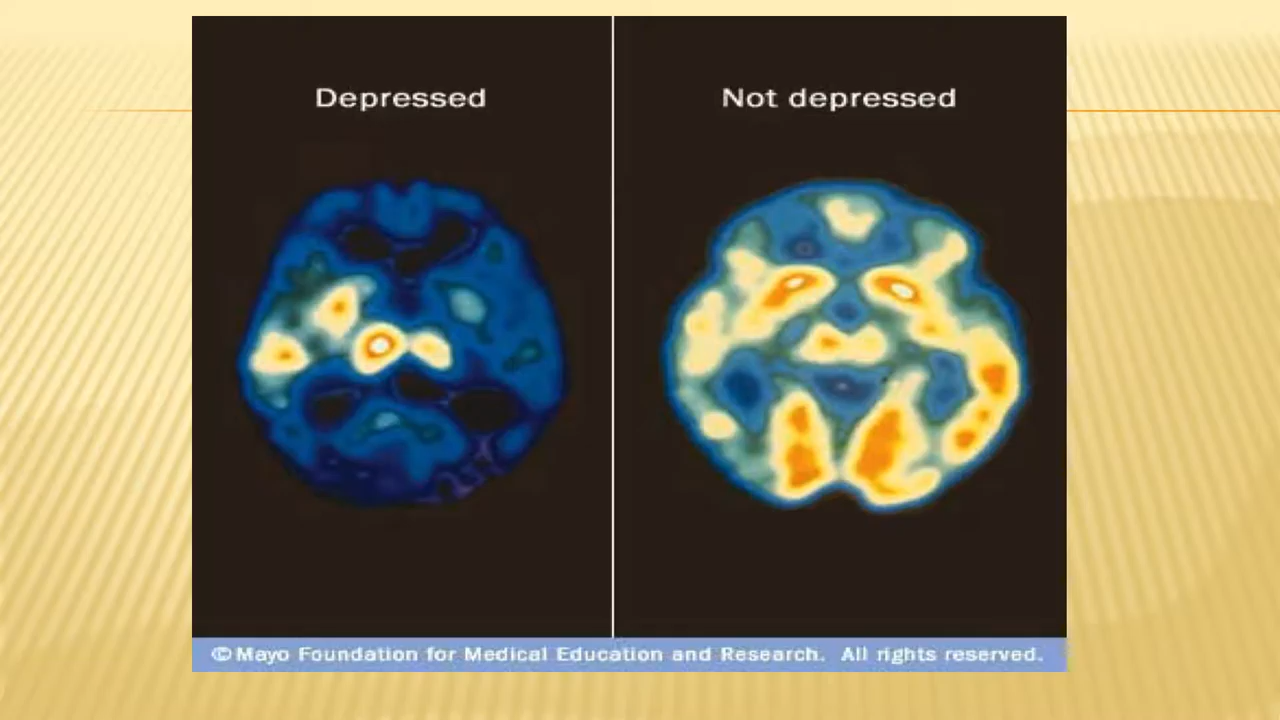 Depressed
Not depressed
© Mayo Foundation for Medical Education and Research. All rights reserved.